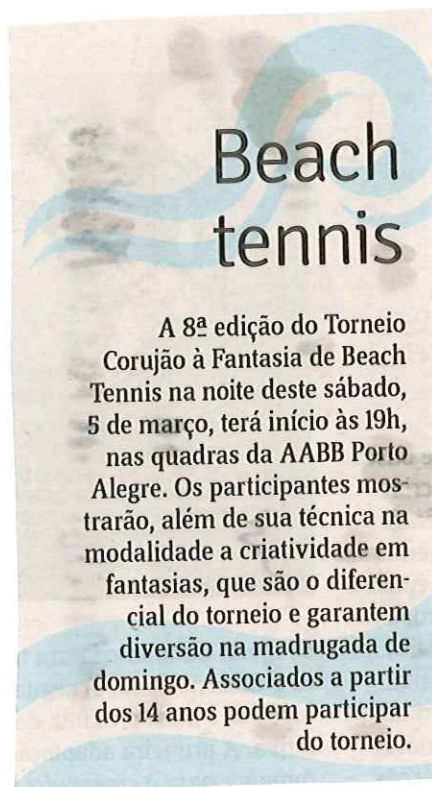 Beach
tennis
A 8ª edição do Torneio
Corujão à Fantasia de Beach
Tennis na noite deste sábado,
5 de março, terá início às 19h,
nas quadras da AABB Porto
Alegre. Os participantes mos-
trarão, além de sua técnica na
modalidade a criatividade em
fantasias, que são o diferen-
cial do torneio e garantem
diversão na madrugada de
domingo. Associados a partir
dos 14 anos podem participar
do torneio.